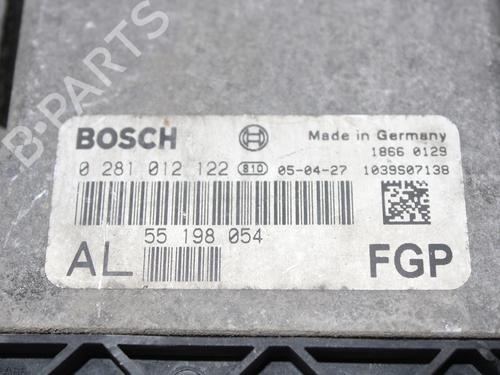 B-PARTS
BOSCH
Made in Germany
1866 0129
0 281 012 122 810 05-04-27 1039S07138
55 198 054
AL
FGP